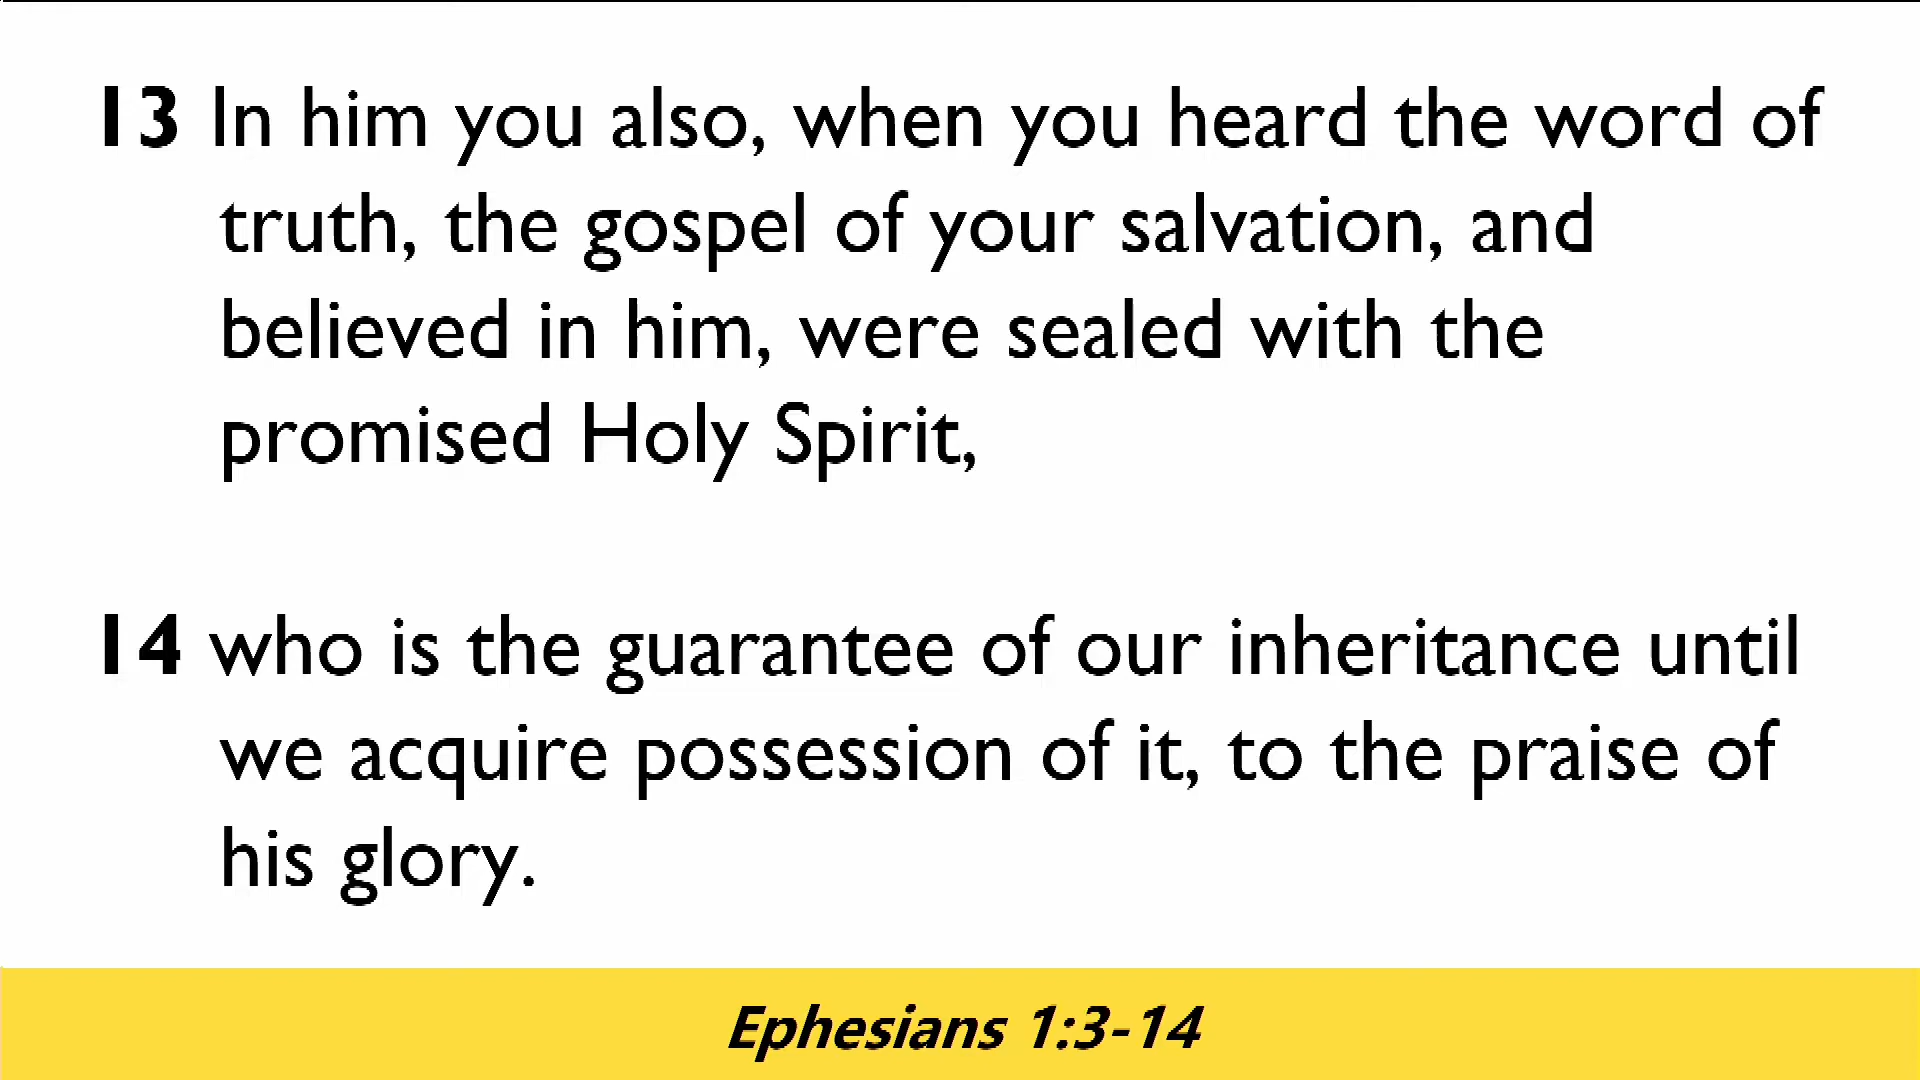 13 In him you also, when you heard the word of
truth, the gospel of your salvation, and
believed in him, were sealed with the
promised Holy Spirit,
14 who is the guarantee of our inheritance until
we acquire possession of it, to the praise of
his glory.
Ephesians 1:3-14